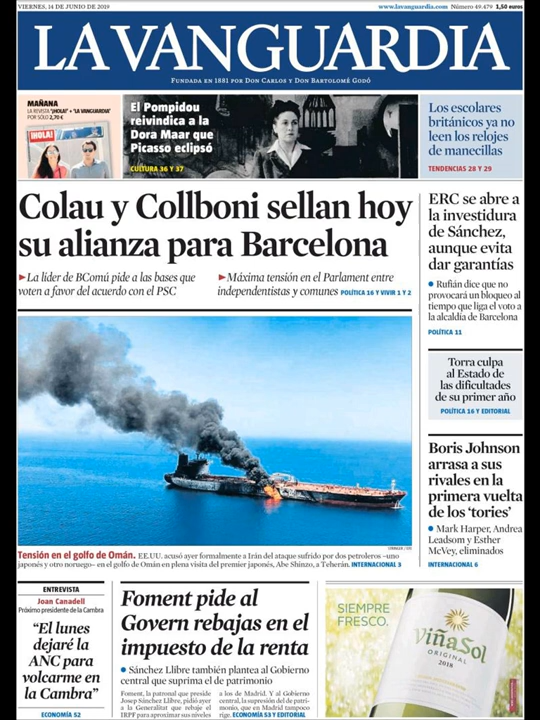 VIERNES, 14 DE JUNIO DE 2019
www.lavanguardia.com
Número 49.479
1,50 euros
LA VANGUARDIA
FUNDADA EN 1881 POR DON CARLOS Y DON BARTOLOMÉ GODÓ
MAÑANA
LA REVISTA “¡HOLA!” + “LA VANGUARDIA”
POR SÓLO 2,70 €
¡HOLA!
El Pompidou
reivindica a la
Dora Maar que
Picasso eclipsó
CULTURA 36 Y 37
Los escolares
británicos ya no
leen los relojes
de manecillas
TENDENCIAS 28 Y 29
Colau y Collboni sellan hoy
su alianza para Barcelona
La líder de BComú pide a las bases que
voten a favor del acuerdo con el PSC
Máxima tensión en el Parlament entre
independentistas y comunes POLÍTICA 16 Y VIVIR 1 Y 2
ERC se abre a
la investidura
de Sánchez,
aunque evita
dar garantías
Rufián dice que no
provocará un bloqueo al
tiempo que liga el voto a
la alcaldía de Barcelona
POLÍTICA 11
Torra culpa
al Estado de
las dificultades
de su primer año
POLÍTICA 16 Y EDITORIAL
Boris Johnson
arrasa a sus
rivales en la
primera vuelta
de los ‘tories’
Mark Harper, Andrea
Leadsom y Esther
McVey, eliminados
INTERNACIONAL 6
Tensión en el golfo de Omán. EE.UU. acusó ayer formalmente a Irán del ataque sufrido por dos petroleros –uno
japonés y otro noruego– en el golfo de Omán en plena visita del premier japonés, Abe Shinzo, a Teherán. INTERNACIONAL 3
ENTREVISTA
Joan Canadell
Próximo presidente de la Cambra
“El lunes
dejaré la
ANC para
volcarme en
la Cambra”
ECONOMÍA 52
Foment pide al
Govern rebajas en el
impuesto de la renta
Sánchez Llibre también plantea al Gobierno
central que suprima el de patrimonio
Foment, la patronal que preside
Josep Sánchez Llibre, pidió ayer
a la Generalitat que rebaje el
IRPF para aproximar sus niveles
a los de Madrid. Y al Gobierno
central, la supresión del de patrimonio,
que en Madrid tampoco
rige. ECONOMÍA 53 Y EDITORIAL
SIEMPRE
FRESCO.
ViñaSol
ORIGINAL
2018